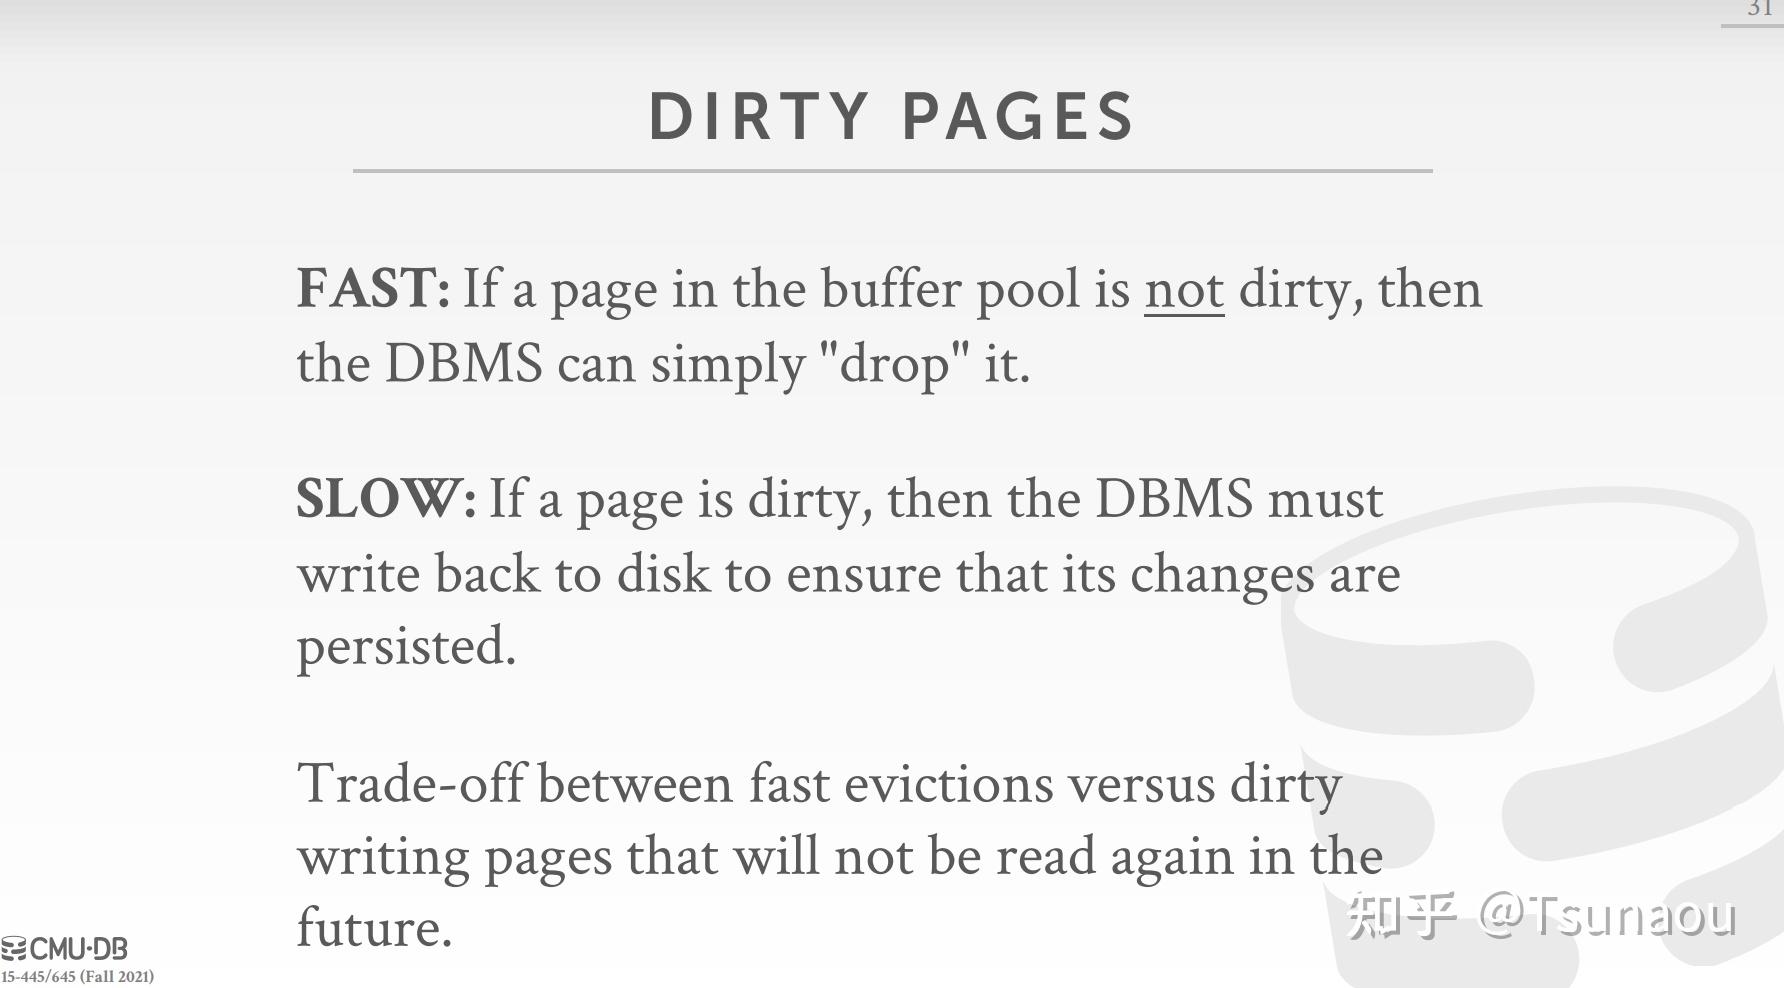 31
DIRTY PAGES
FAST: If a page in the buffer pool is not dirty, then
the DBMS can simply "drop" it.
SLOW: If a page is dirty, then the DBMS must
write back to disk to ensure that its changes are
persisted.
Trade-off between fast evictions versus dirty
writing pages that will not be read again in the
future.
知乎 @Tsunaou
CMU·DB
15-445/645 (Fall 2021)